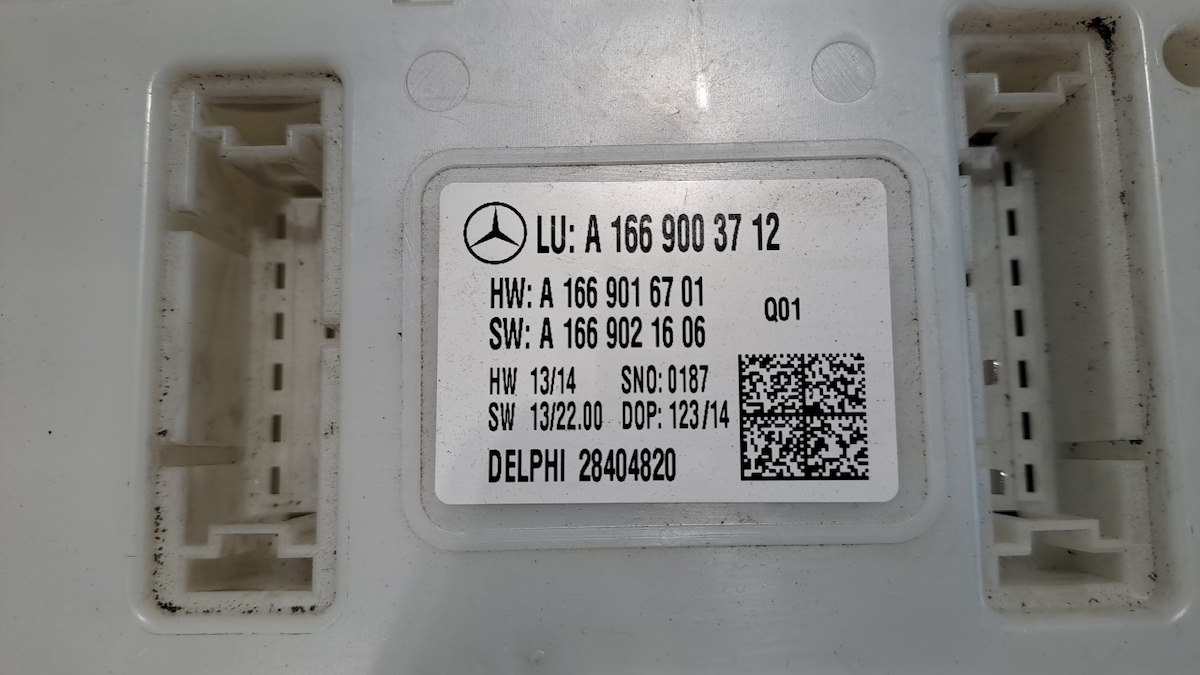 LU: A 166 900 37 12
HW: A 166 901 67 01
SW: A 166 902 16 06
Q01
HW 13/14 SNO: 0187
SW 13/22.00 DOP: 123/14
DELPHI 28404820